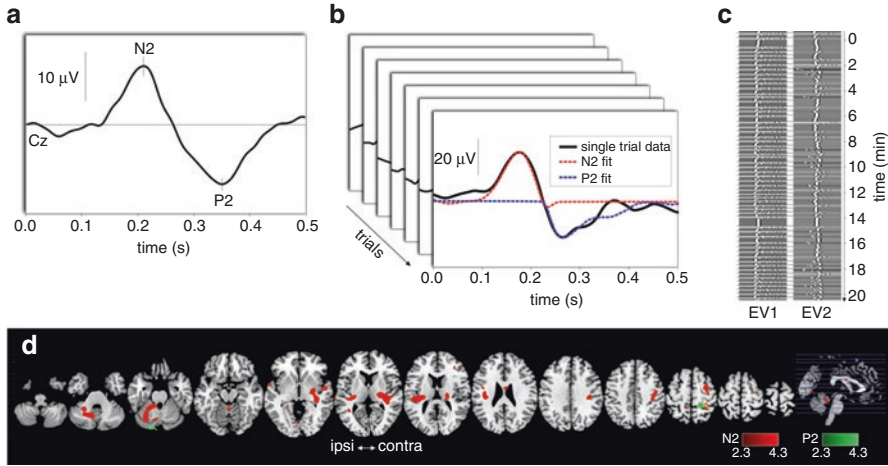 a
N2
10 µV
Cz
P2
0.0 0.1 0.2 0.3 0.4 0.5
time (s)
b
20 µV
single trial data
N2 fit
P2 fit
trials
0.0 0.1 0.2 0.3 0.4 0.5
time (s)
c
0
2
4
6
8
10
12
14
16
18
20
time (min)
EV1 EV2
d
ipsi ↔ contra
N2
2.3 4.3
P2
2.3 4.3